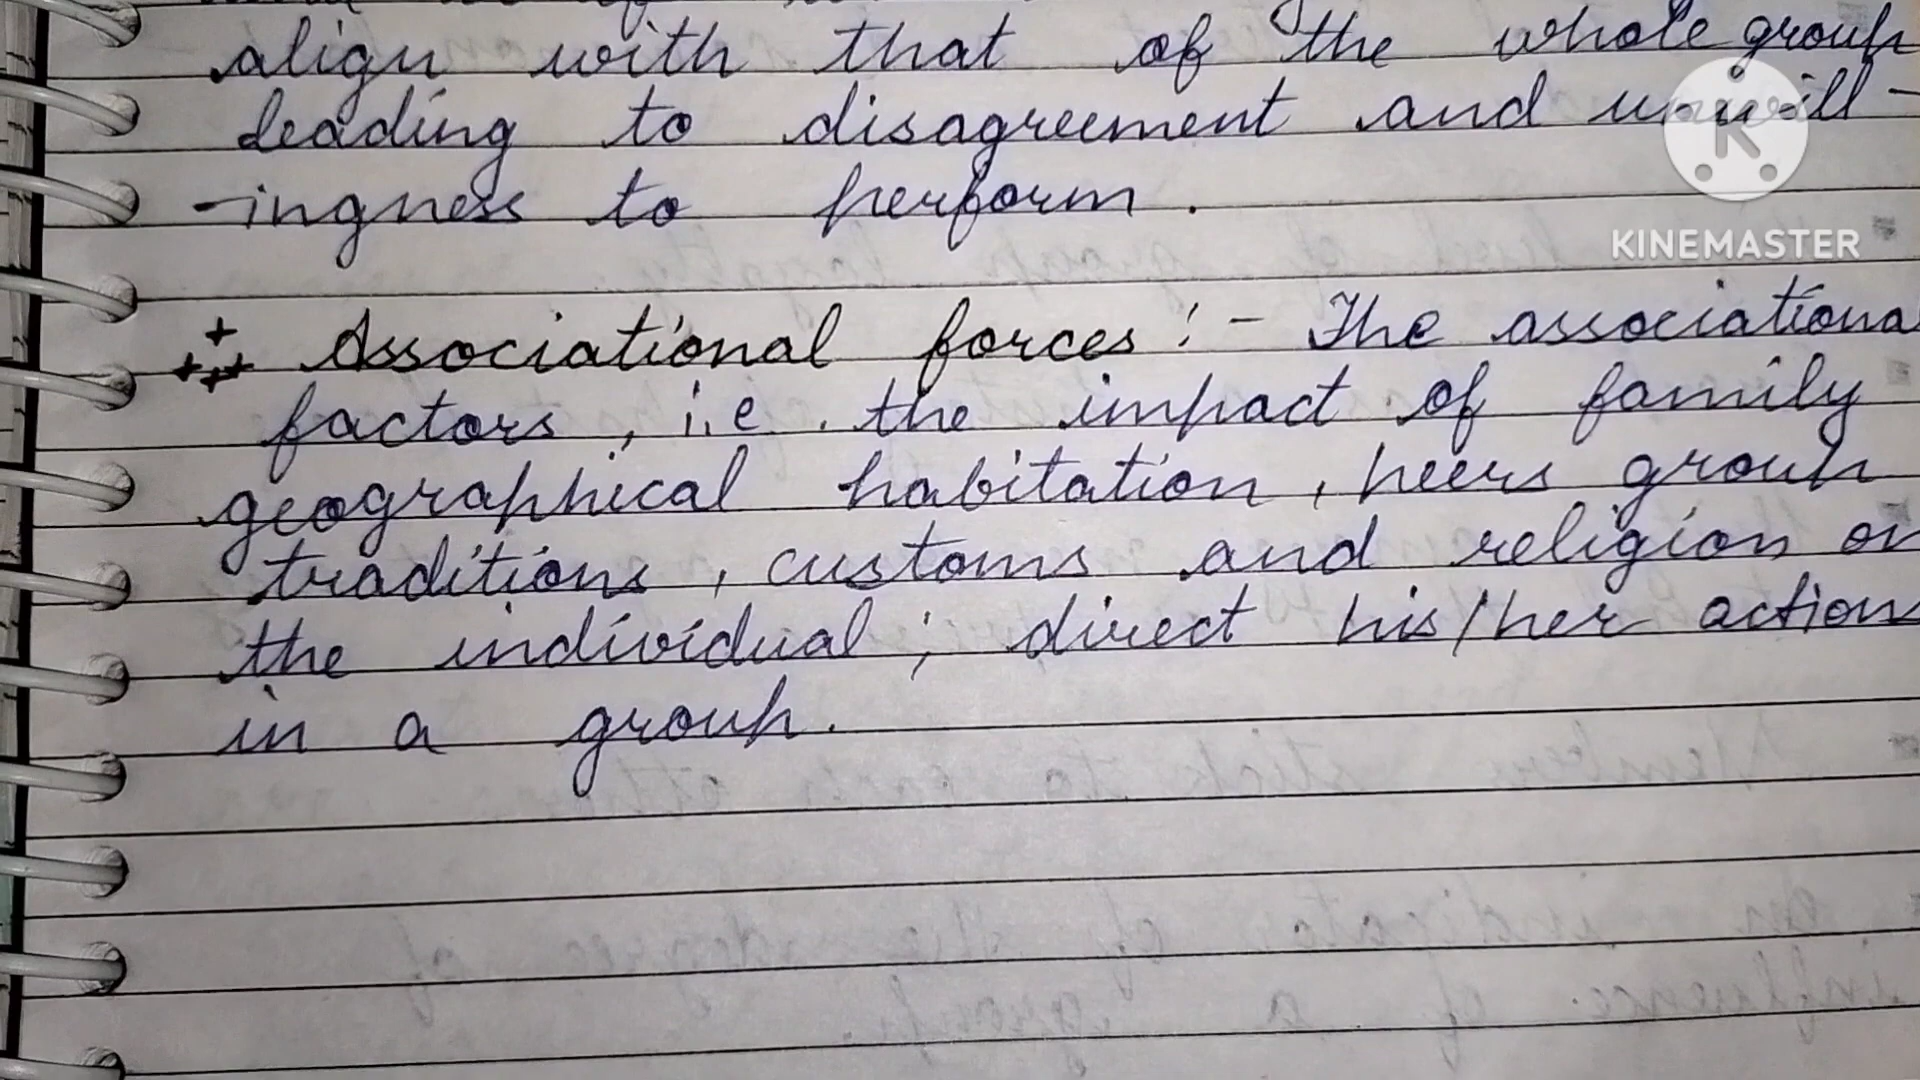 align with that of the whole group
leading to disagreement and unwill-
-ingness to perform.
Associational forces :- The associationa
factors, i.e. the impact of family
geographical habitation, peers group
traditions, customs and religion on
the individual; direct his/her action
in a group.
K
KINEMASTER